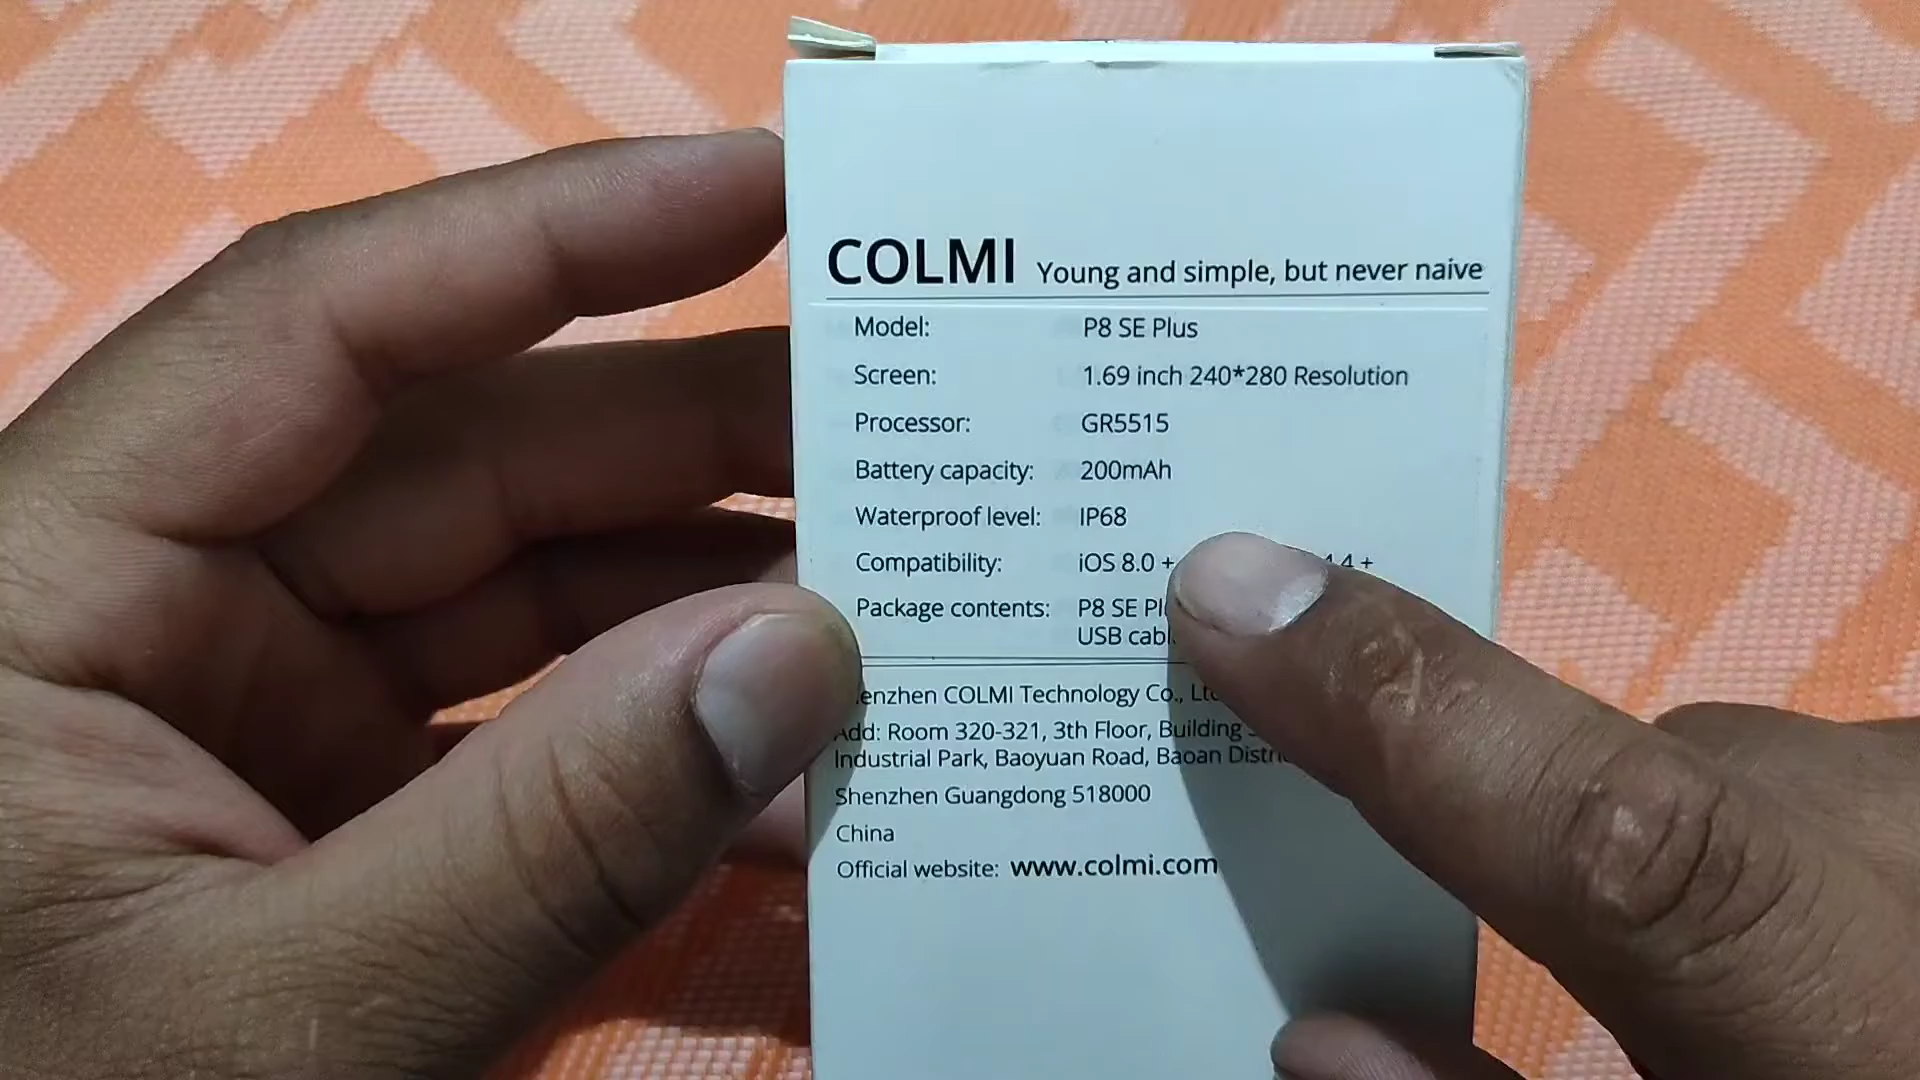 COLMI Young and simple, but never naive
Model: P8 SE Plus
Screen: 1.69 inch 240*280 Resolution
Processor: GR5515
Battery capacity: 200mAh
Waterproof level: IP68
Compatibility: iOS 8.0 + 4.4 +
Package contents: P8 SE
USB
COLMI Technology Co.,
Add: Room 320-321, 3th Floor, Building
Industrial Park, Baoyuan Road, Baoan
Shenzhen Guangdong 518000
China
Official website: www.colmi.com